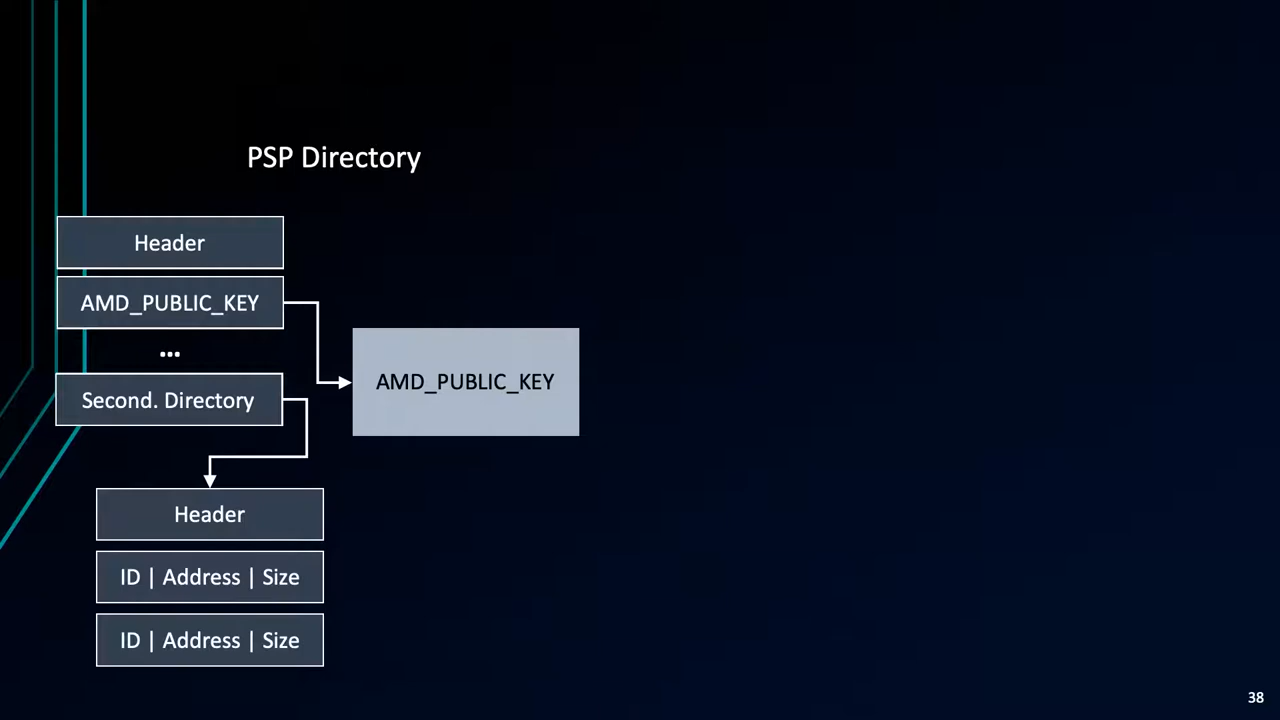 PSP Directory
Header
AMD_PUBLIC_KEY
...
AMD_PUBLIC_KEY
Second. Directory
Header
ID | Address | Size
ID | Address | Size
38